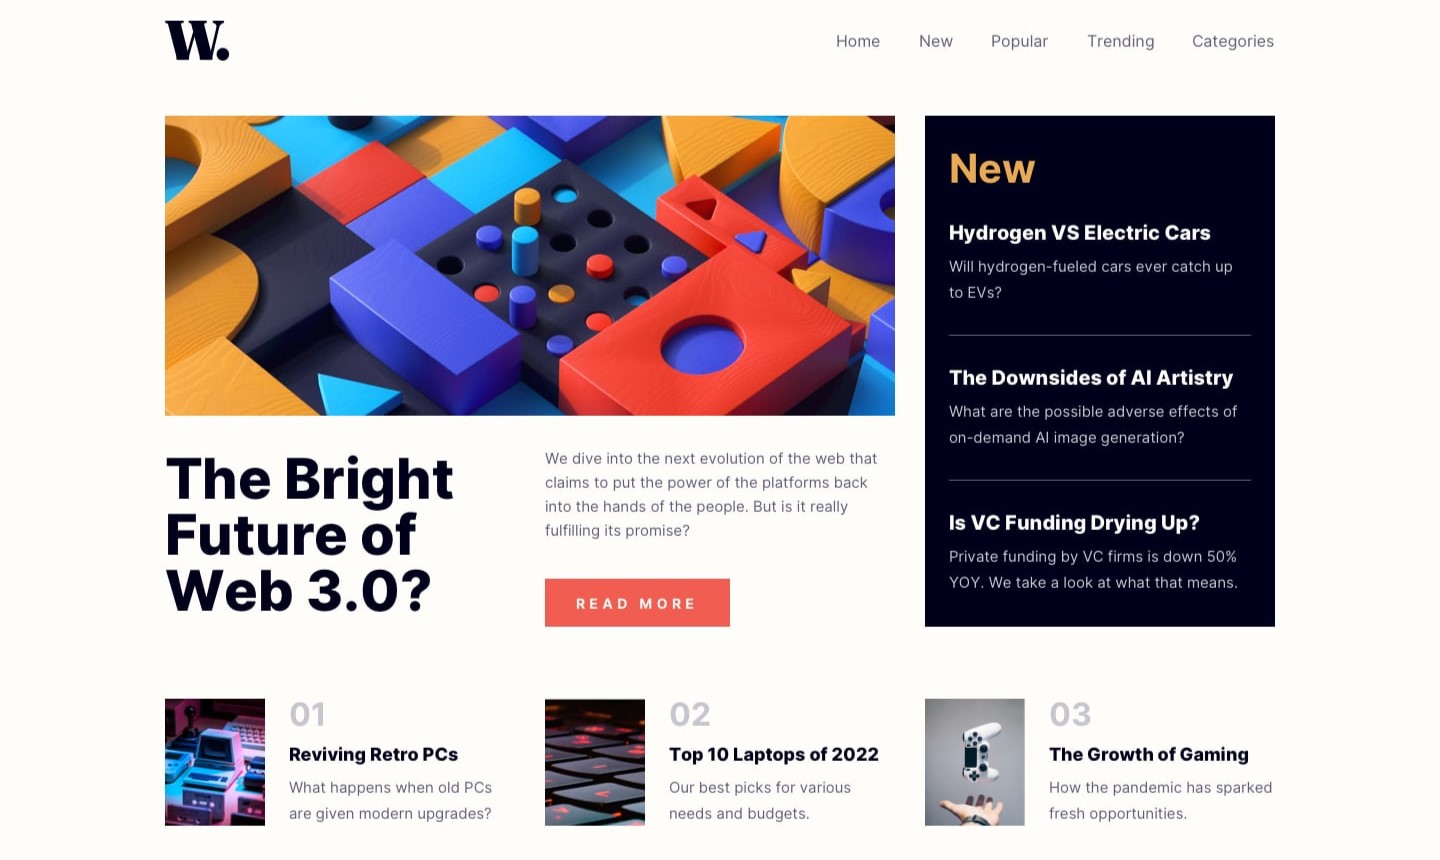 W.
Home New Popular Trending Categories
The Bright
Future of
Web 3.0?
We dive into the next evolution of the web that
claims to put the power of the platforms back
into the hands of the people. But is it really
fulfilling its promise?
READ MORE
New
Hydrogen VS Electric Cars
Will hydrogen-fueled cars ever catch up
to EVs?
The Downsides of AI Artistry
What are the possible adverse effects of
on-demand AI image generation?
Is VC Funding Drying Up?
Private funding by VC firms is down 50%
YOY. We take a look at what that means.
01
Reviving Retro PCs
What happens when old PCs
are given modern upgrades?
02
Top 10 Laptops of 2022
Our best picks for various
needs and budgets.
03
The Growth of Gaming
How the pandemic has sparked
fresh opportunities.